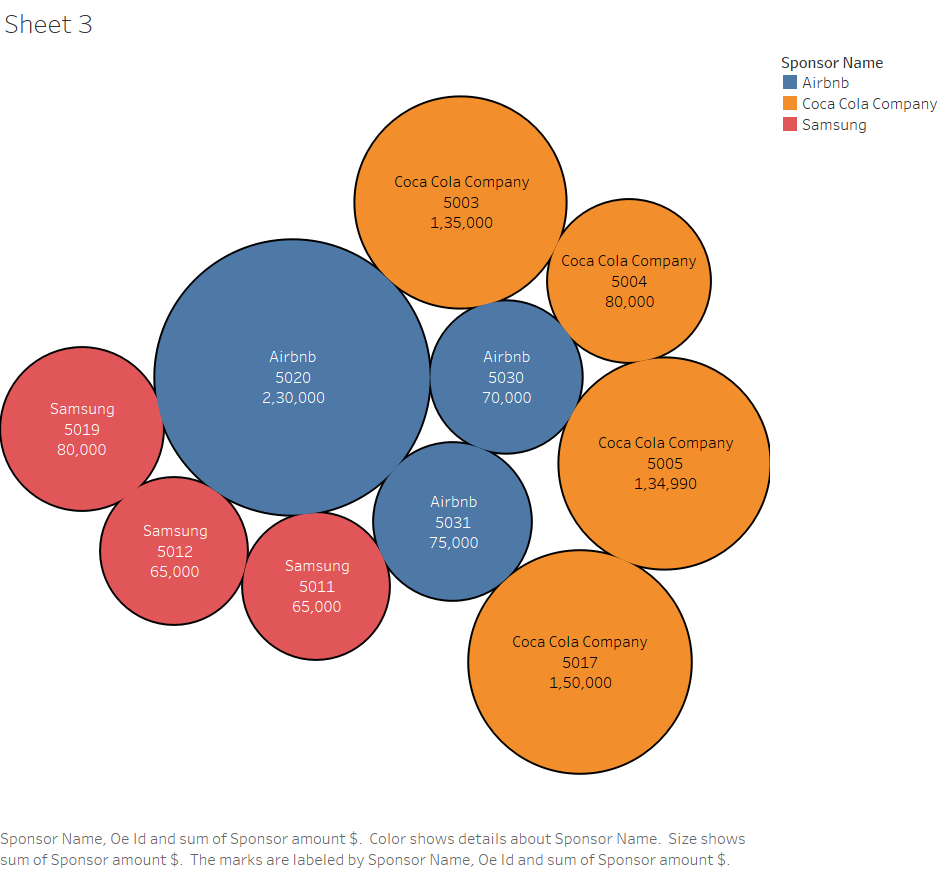 Sheet 3
Sponsor Name
Airbnb
Coca Cola Company
Samsung
Coca Cola Company
5003
1,35,000
Coca Cola Company
5004
80,000
Airbnb
5020
2,30,000
Airbnb
5030
70,000
Samsung
5019
80,000
Coca Cola Company
5005
1,34,990
Airbnb
5031
75,000
Samsung
5012
65,000
Samsung
5011
65,000
Coca Cola Company
5017
1,50,000
Sponsor Name, Oe Id and sum of Sponsor amount $.  Color shows details about Sponsor Name.  Size shows
sum of Sponsor amount $.  The marks are labeled by Sponsor Name, Oe Id and sum of Sponsor amount $.